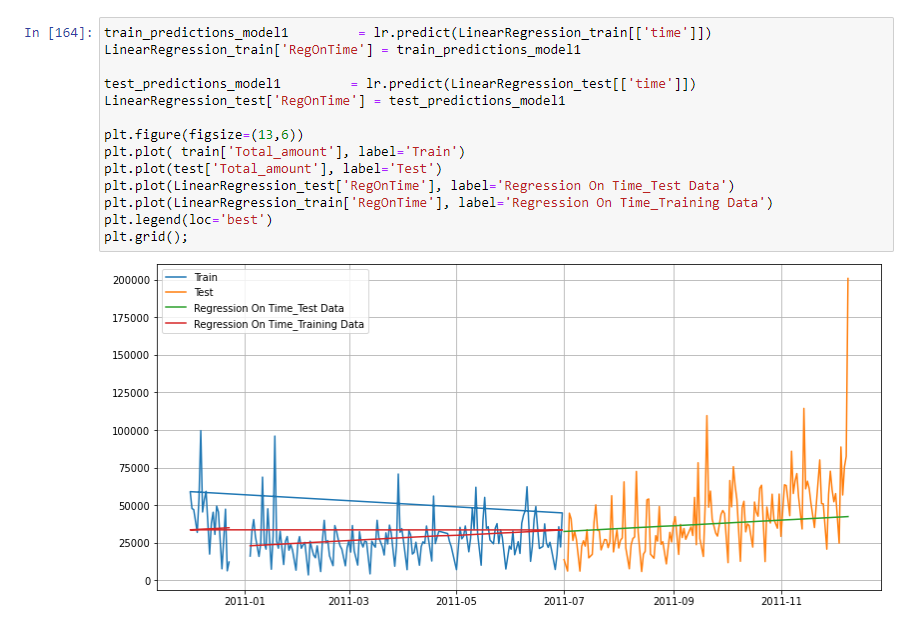 In [164]: train_predictions_model1 = lr.predict(LinearRegression_train[['time']])
LinearRegression_train['RegOnTime'] = train_predictions_model1
test_predictions_model1 = lr.predict(LinearRegression_test[['time']])
LinearRegression_test['RegOnTime'] = test_predictions_model1
plt.figure(figsize=(13,6))
plt.plot( train['Total_amount'], label='Train')
plt.plot(test['Total_amount'], label='Test')
plt.plot(LinearRegression_test['RegOnTime'], label='Regression On Time_Test Data')
plt.plot(LinearRegression_train['RegOnTime'], label='Regression On Time_Training Data')
plt.legend(loc='best')
plt.grid();
Train
Test
Regression On Time_Test Data
Regression On Time_Training Data
200000
175000
150000
125000
100000
75000
50000
25000
0
2011-01 2011-03 2011-05 2011-07 2011-09 2011-11